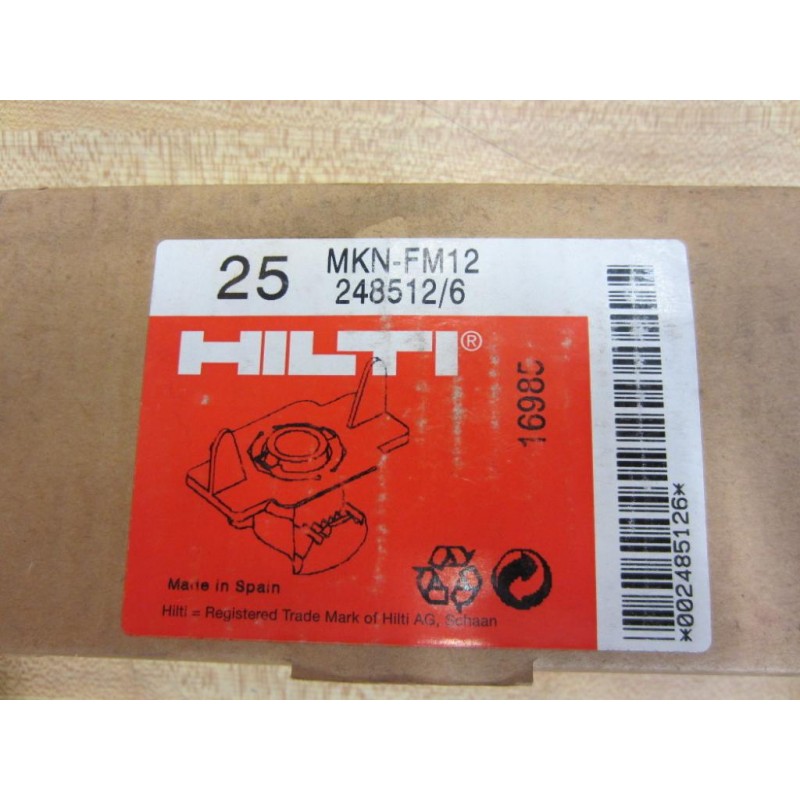 25
MKN-FM12
248512/6
HILTI®
16985
Made in Spain
Hilti = Registered Trade Mark of Hilti AG, Schaan
*002485126*